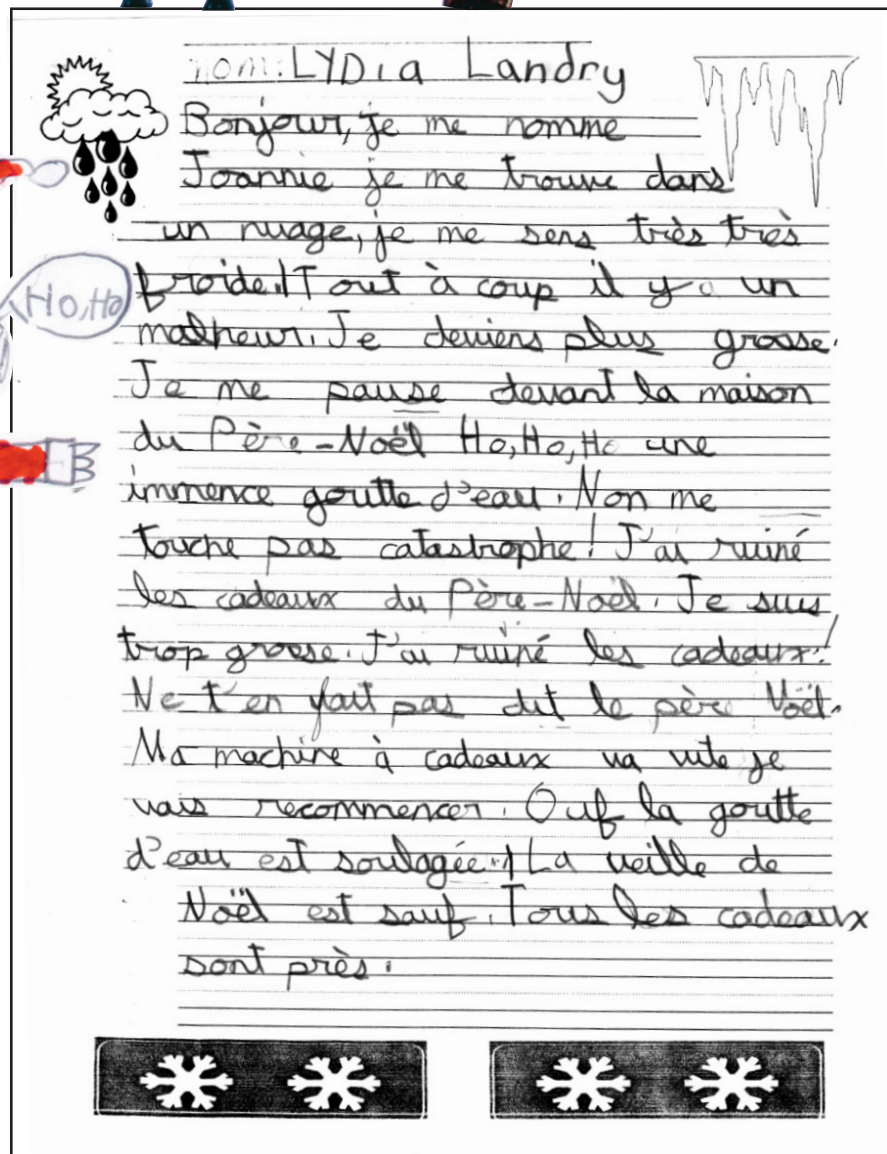 nom: LYDia Landry
Bonjour, je me nomme
Joannie je me trouve dans
un nuage, je me sens très très
froide. Tout à coup il y a un
malheur. Je deviens plus grosse.
Je me pause devant la maison
Ho, Ho
du Père-Noël Ho, Ho, Ho une
immence goutte d'eau. Non me
touche pas catastrophe! J'ai ruiné
les cadeaux du Père-Noël. Je suis
trop grosse. J'ai ruiné les cadeaux!
Ne t'en fait pas dit le père Noël.
Ma machine à cadeaux va vite je
vais recommencer. Ouf la goutte
d'eau est soulagée. La veille de
Noël est sauf. Tous les cadeaux
sont près.